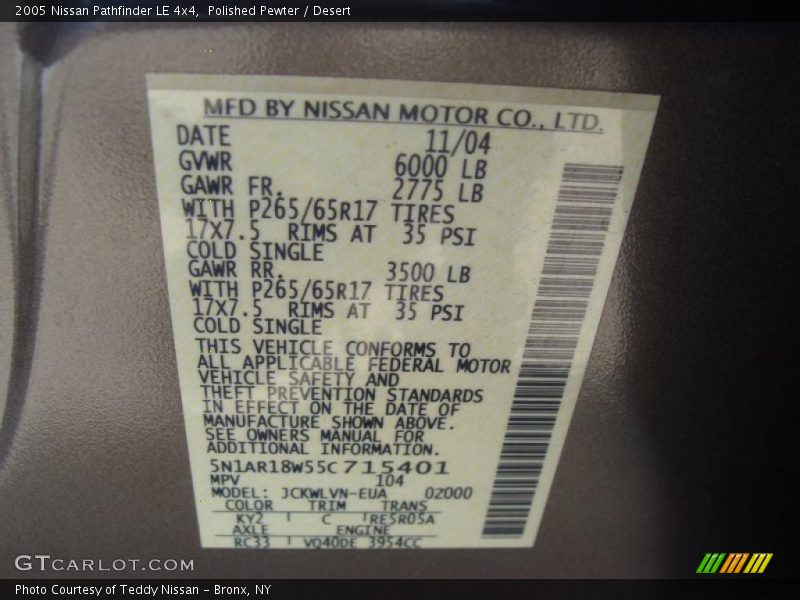 2005 Nissan Pathfinder LE 4x4,  Polished Pewter / Desert
MFD BY NISSAN MOTOR CO., LTD.
DATE 11/04
GVWR 6000 LB
GAWR FR. 2775 LB
WITH P265/65R17 TIRES
17X7.5 RIMS AT 35 PSI
COLD SINGLE
GAWR RR. 3500 LB
WITH P265/65R17 TIRES
17X7.5 RIMS AT 35 PSI
COLD SINGLE
THIS VEHICLE CONFORMS TO
ALL APPLICABLE FEDERAL MOTOR
VEHICLE SAFETY AND
THEFT PREVENTION STANDARDS
IN EFFECT ON THE DATE OF
MANUFACTURE SHOWN ABOVE.
SEE OWNERS MANUAL FOR
ADDITIONAL INFORMATION.
5N1AR18W55C715401
MPV 104
MODEL: JCKWLVN-EUA 02000
COLOR TRIM TRANS
KY2 C RE5R05A
AXLE ENGINE
RC33 VQ40DE 3954CC
GTCARLOT.COM
Photo Courtesy of Teddy Nissan – Bronx, NY